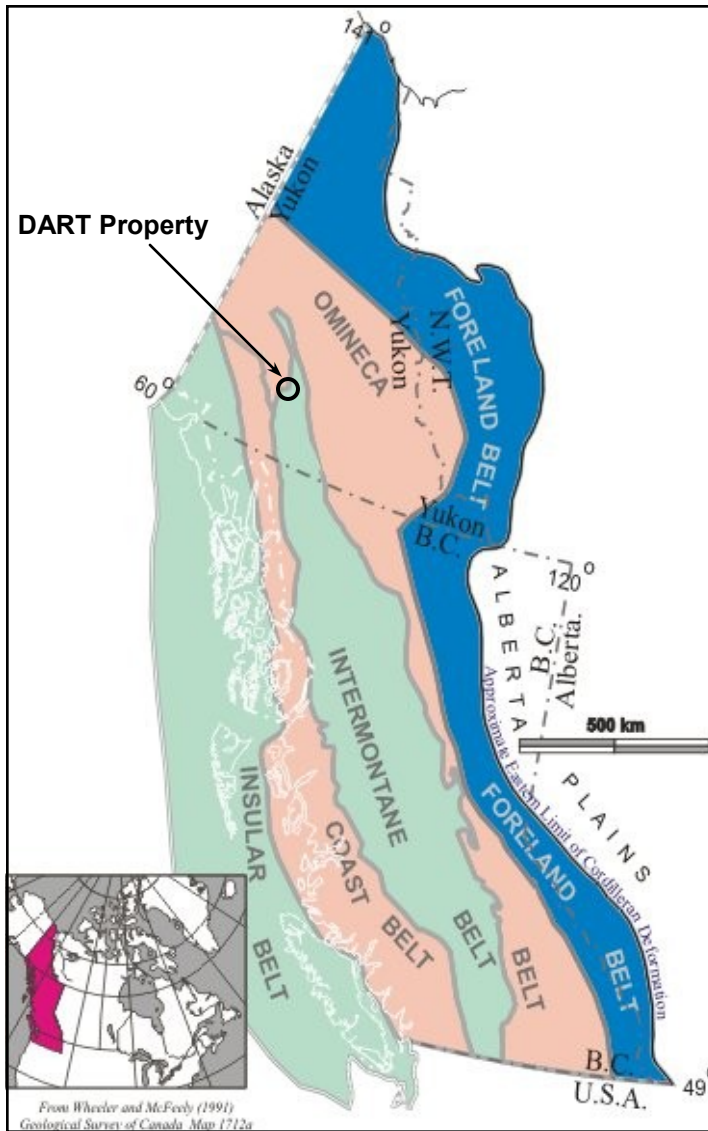 141°
Alaska
Yukon
DART Property
OMINECA
FORELAND BELT
N.W.T.
Yukon
60°
Yukon
B.C.
120°
ALBERTA
PLAINS
B.C.
Alberta.
Approximate Eastern Limit of Cordilleran Deformation
500 km
INTERMONTANE
BELT
INSULAR
BELT
COAST
BELT
BELT
FORELAND
BELT
B.C.
U.S.A.
49°
From Wheeler and McFeely (1991)
Geological Survey of Canada Map 1712a